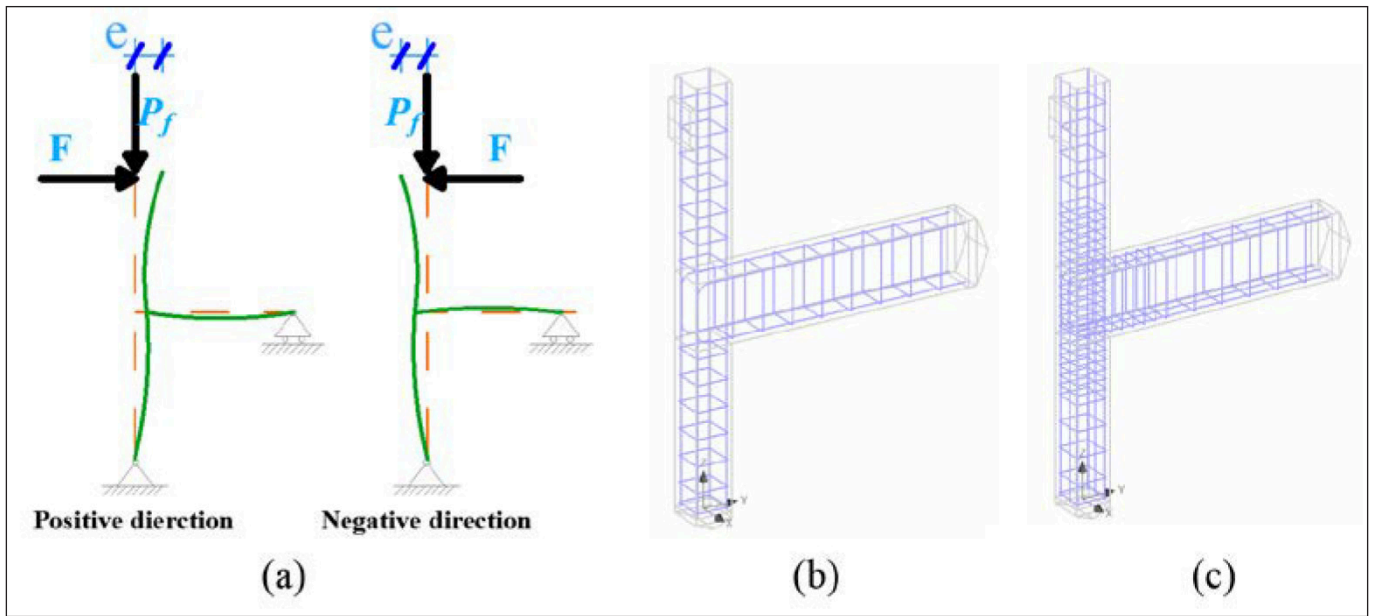 e e
P_f P_f
F F
Positive dierction Negative direction
Z Z
Y Y
X X
(a) (b) (c)